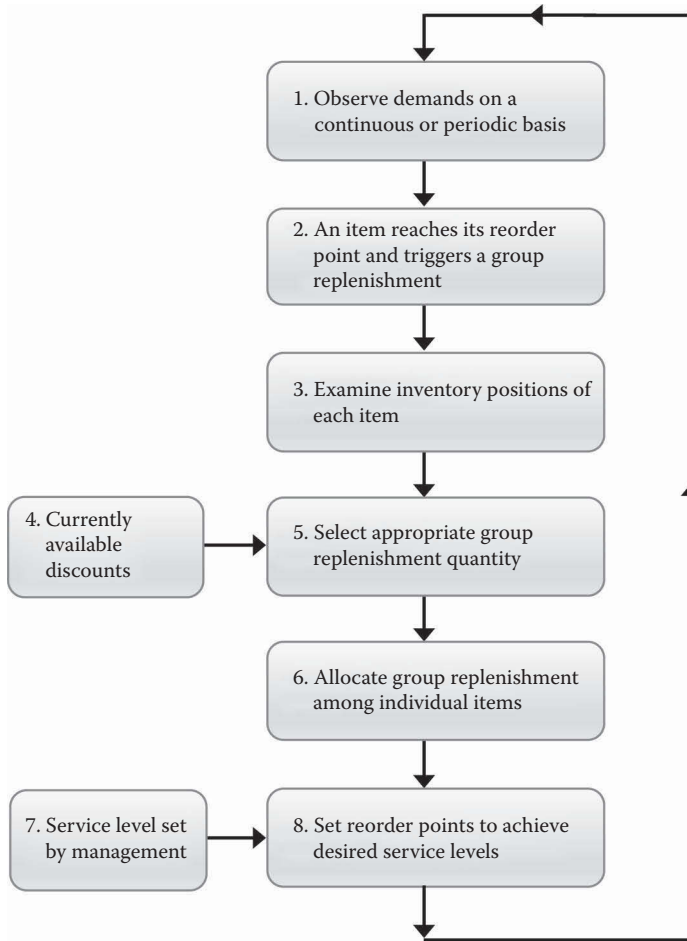 1. Observe demands on a
continuous or periodic basis
2. An item reaches its reorder
point and triggers a group
replenishment
3. Examine inventory positions of
each item
4. Currently
available
discounts
5. Select appropriate group
replenishment quantity
6. Allocate group replenishment
among individual items
7. Service level set
by management
8. Set reorder points to achieve
desired service levels